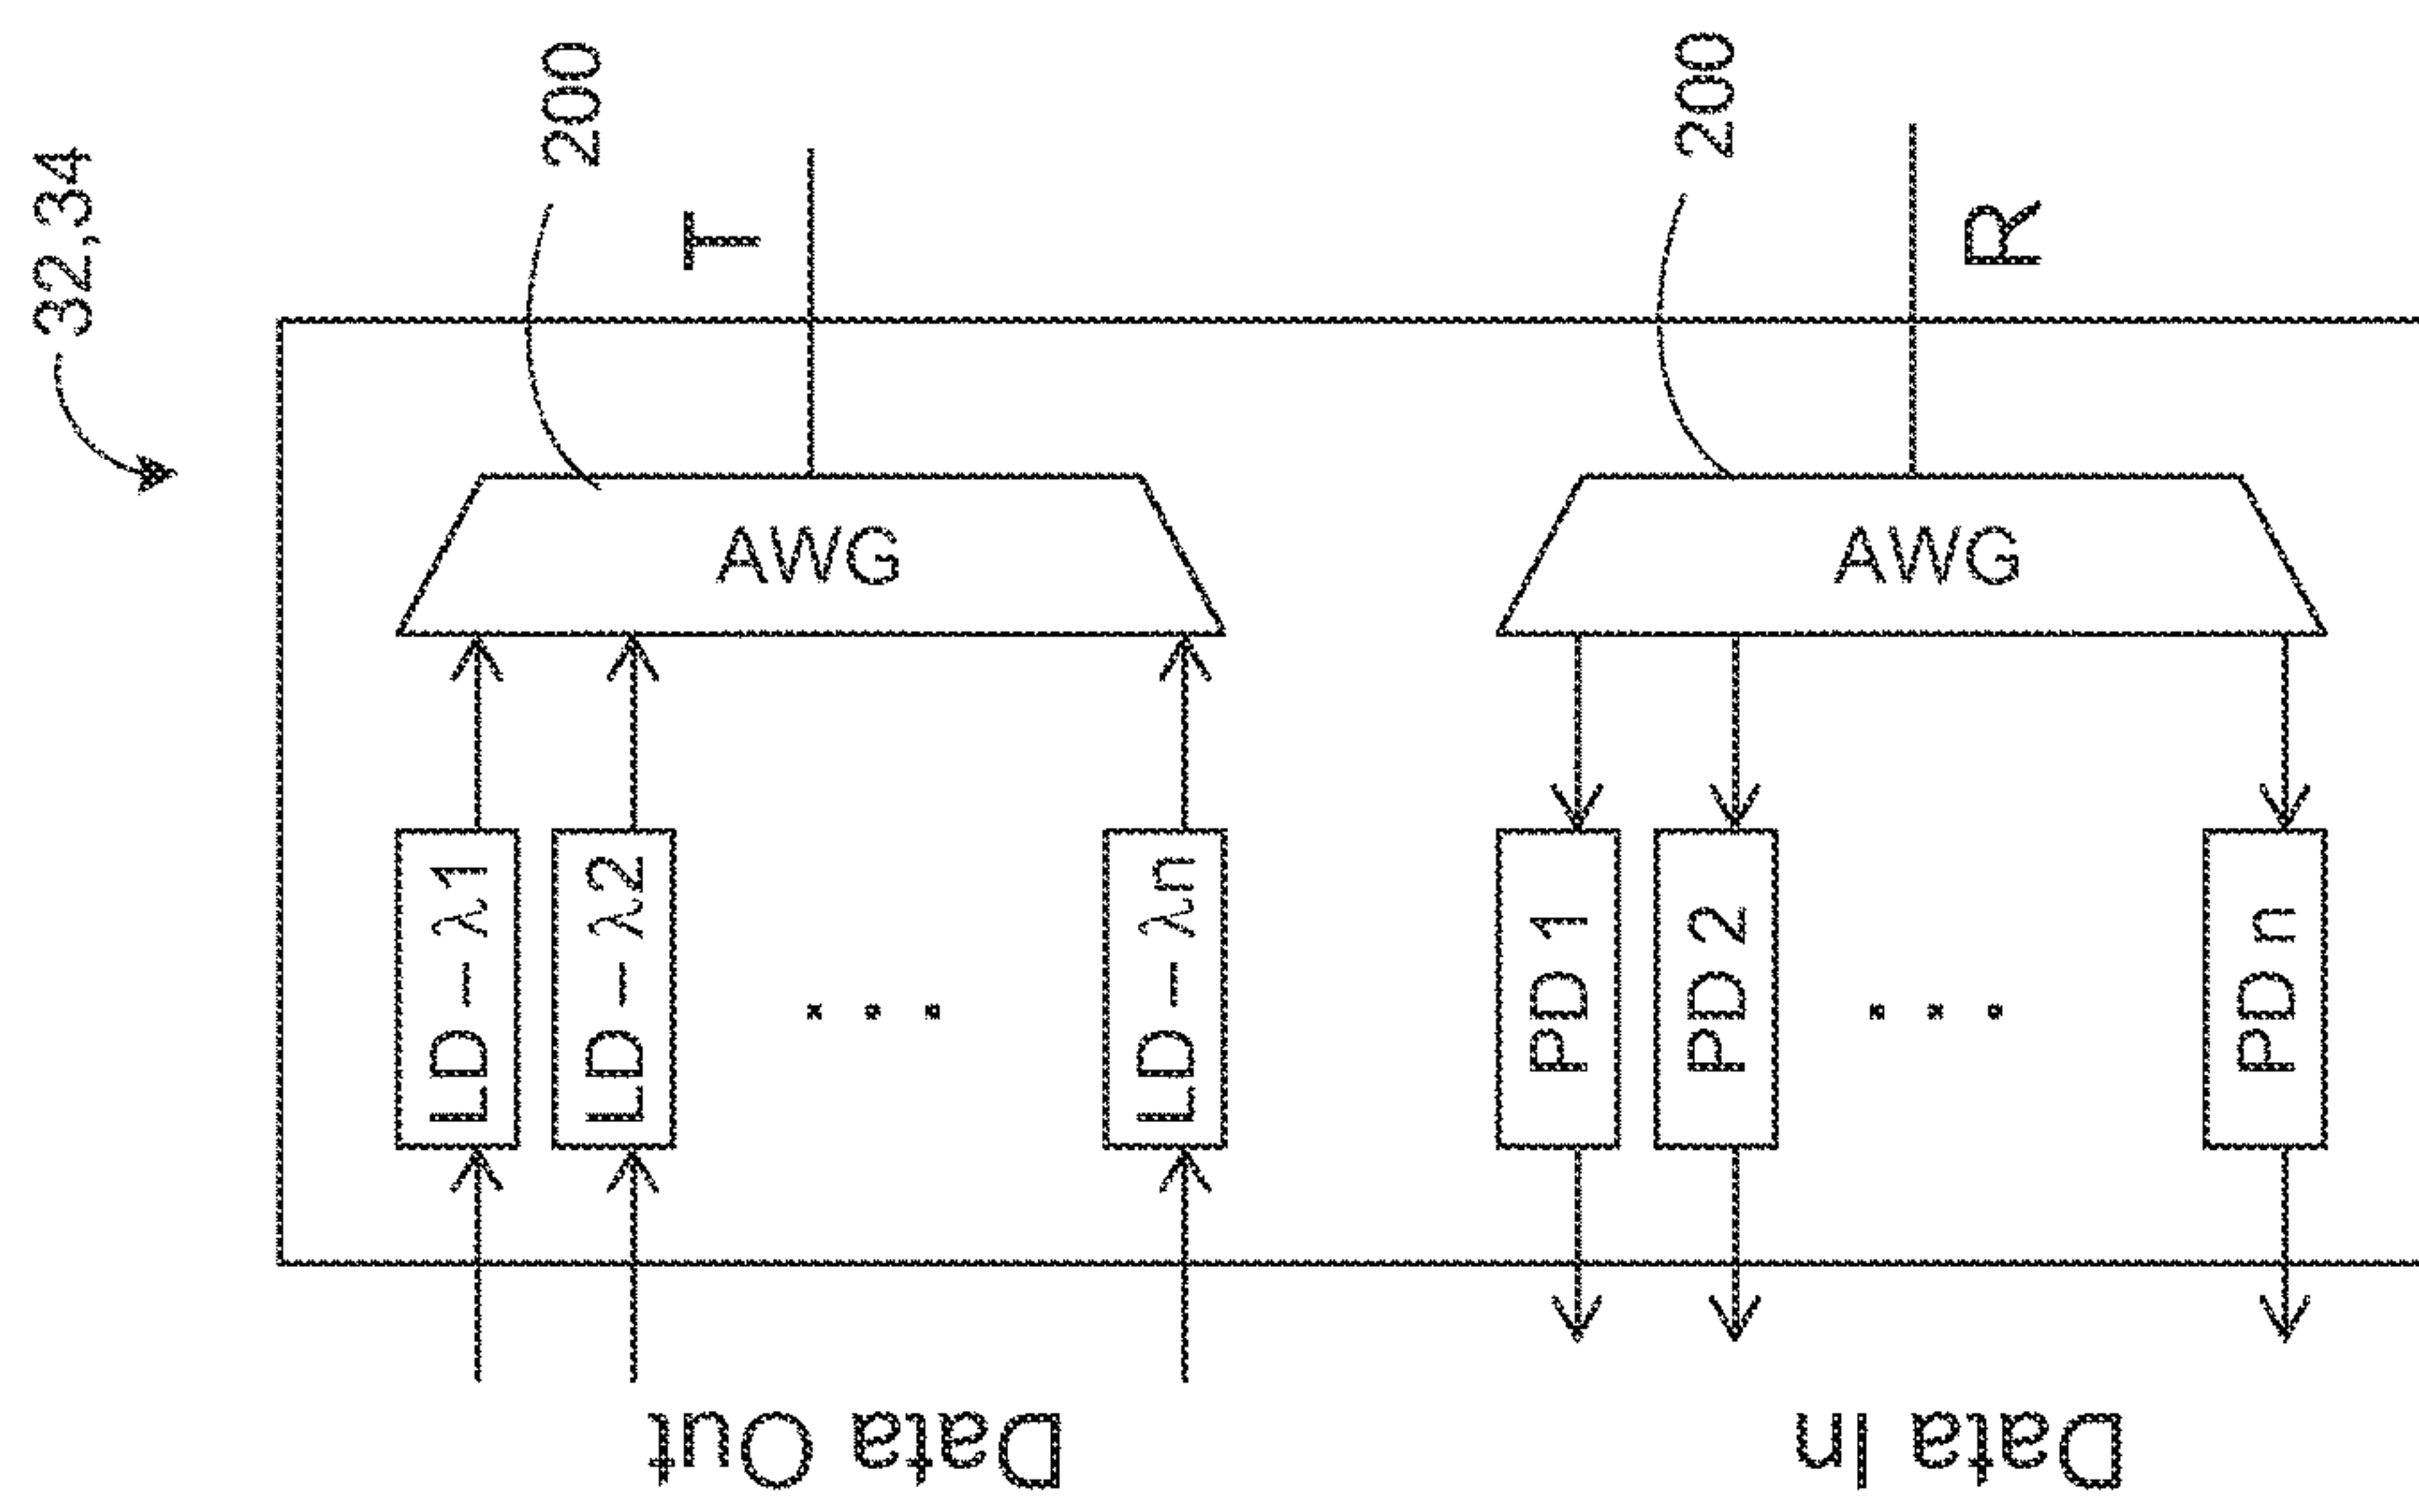 32,34
200
T
AWG
LD – λ1
LD – λ2
LD – λn
Data Out
200
R
AWG
PD 1
PD 2
PD n
Data In